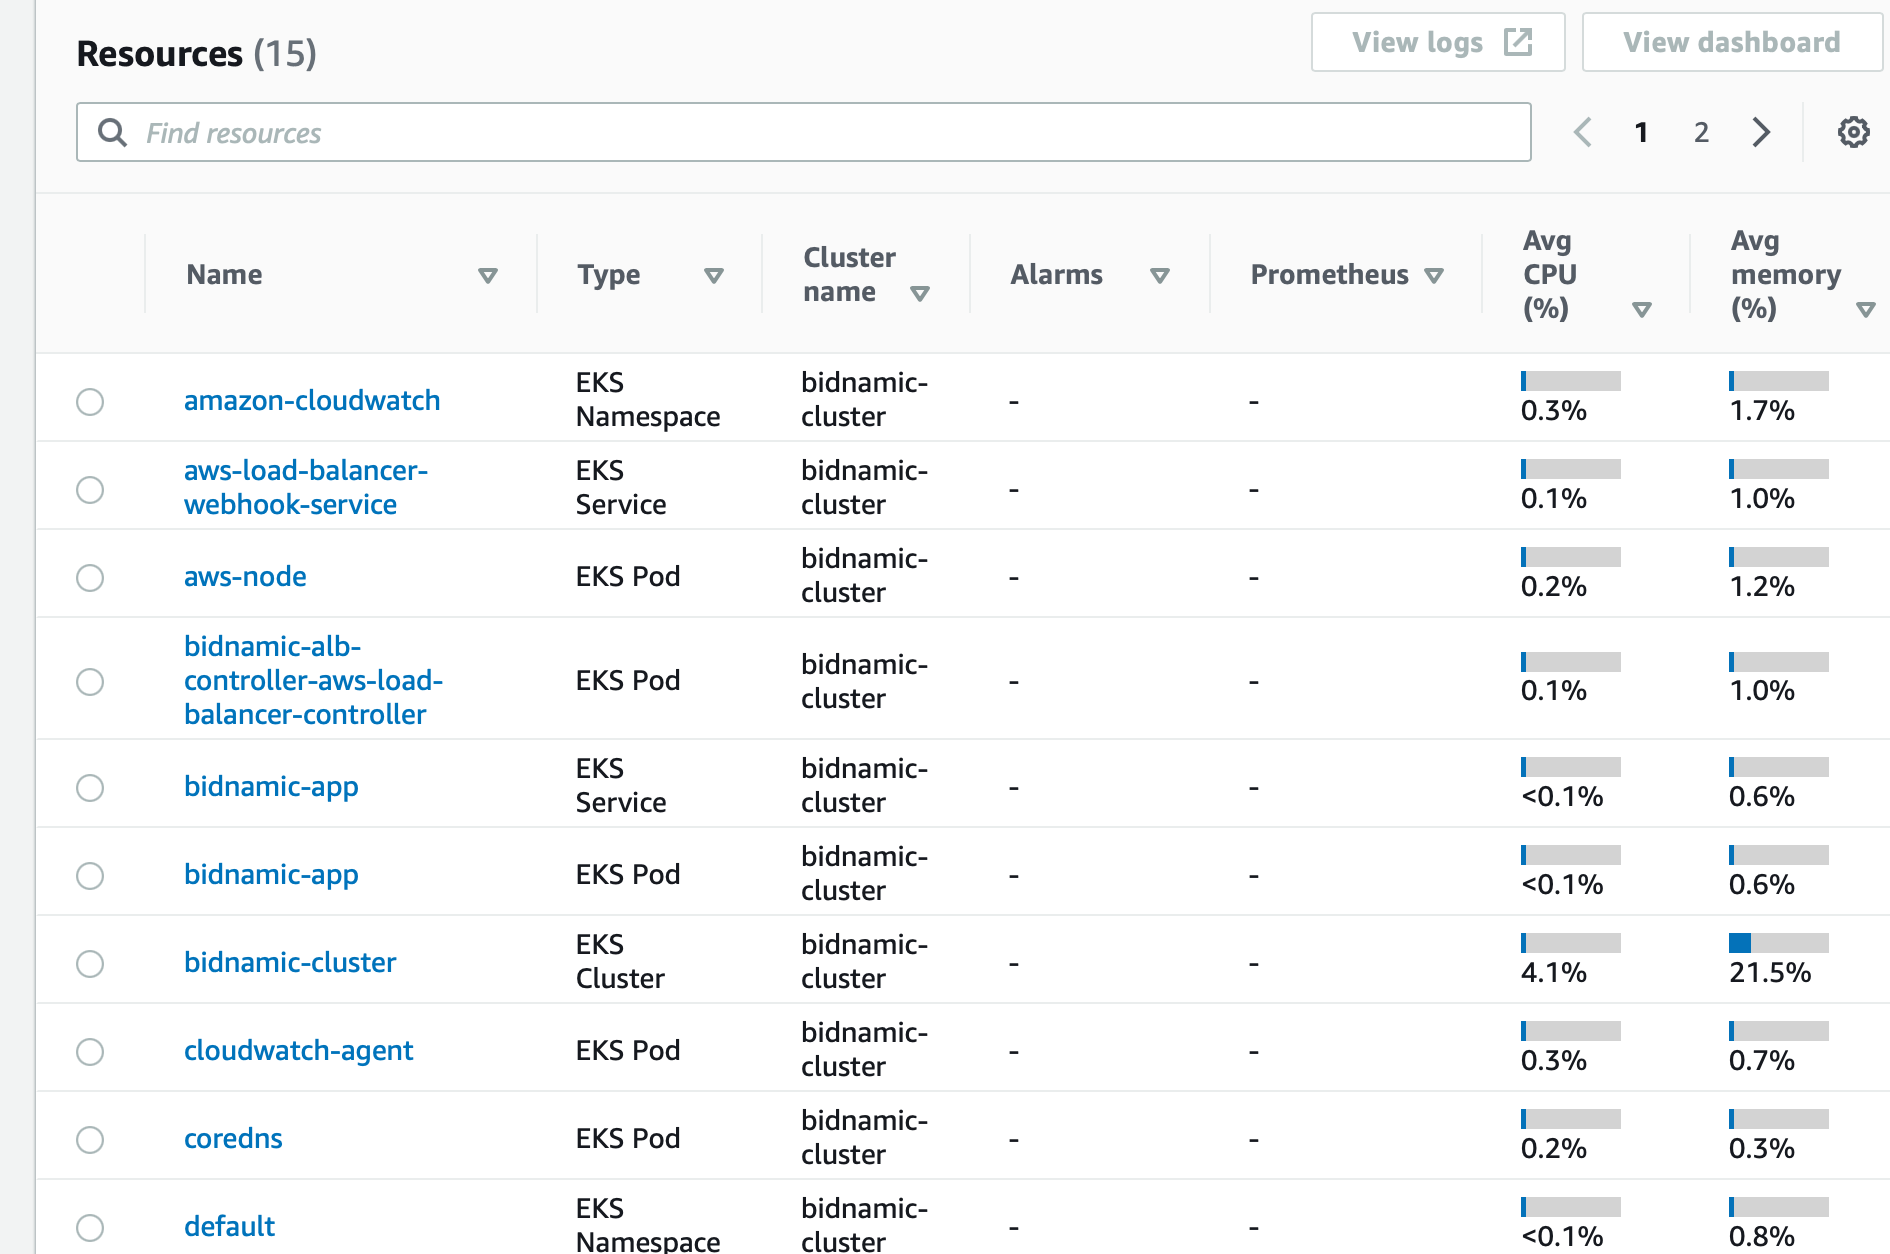 Resources (15)
View logs
View dashboard
Find resources
1 2
Name
Type
Cluster
name
Alarms
Prometheus
Avg
CPU
(%)
Avg
memory
(%)
amazon-cloudwatch
EKS
Namespace
bidnamic-
cluster
-
-
0.3%
1.7%
aws-load-balancer-
webhook-service
EKS
Service
bidnamic-
cluster
-
-
0.1%
1.0%
aws-node
EKS Pod
bidnamic-
cluster
-
-
0.2%
1.2%
bidnamic-alb-
controller-aws-load-
balancer-controller
EKS Pod
bidnamic-
cluster
-
-
0.1%
1.0%
bidnamic-app
EKS
Service
bidnamic-
cluster
-
-
<0.1%
0.6%
bidnamic-app
EKS Pod
bidnamic-
cluster
-
-
<0.1%
0.6%
bidnamic-cluster
EKS
Cluster
bidnamic-
cluster
-
-
4.1%
21.5%
cloudwatch-agent
EKS Pod
bidnamic-
cluster
-
-
0.3%
0.7%
coredns
EKS Pod
bidnamic-
cluster
-
-
0.2%
0.3%
default
EKS
Namespace
bidnamic-
cluster
-
-
<0.1%
0.8%